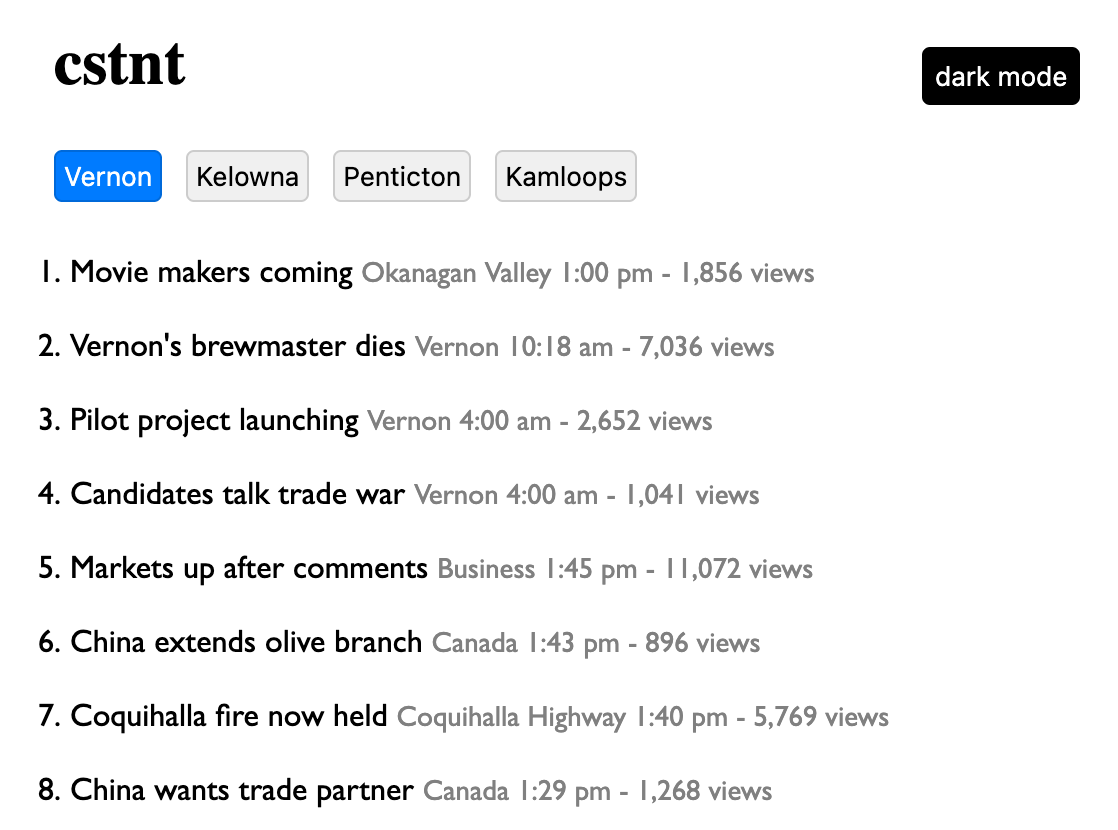 cstnt
dark mode
Vernon Kelowna Penticton Kamloops
1. Movie makers coming Okanagan Valley 1:00 pm - 1,856 views
2. Vernon's brewmaster dies Vernon 10:18 am - 7,036 views
3. Pilot project launching Vernon 4:00 am - 2,652 views
4. Candidates talk trade war Vernon 4:00 am - 1,041 views
5. Markets up after comments Business 1:45 pm - 11,072 views
6. China extends olive branch Canada 1:43 pm - 896 views
7. Coquihalla fire now held Coquihalla Highway 1:40 pm - 5,769 views
8. China wants trade partner Canada 1:29 pm - 1,268 views